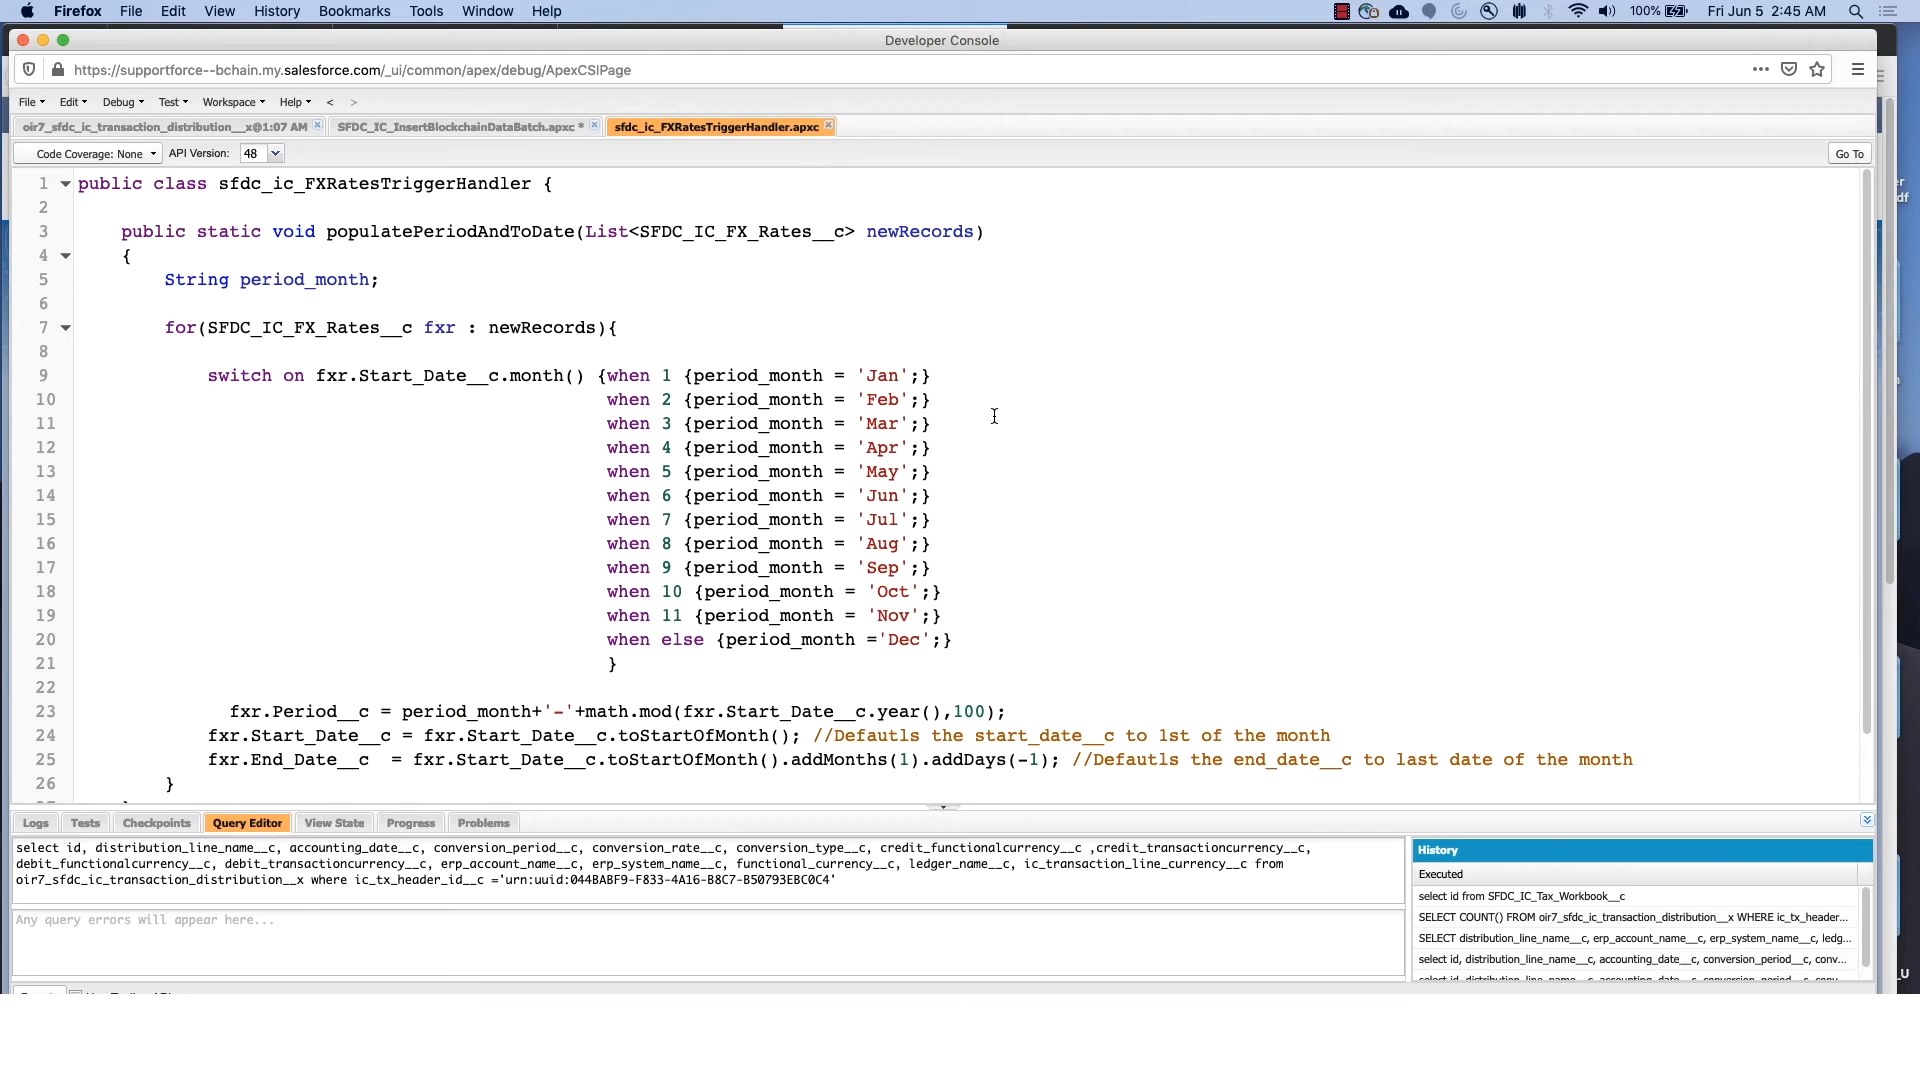 Firefox File Edit View History Bookmarks Tools Window Help 100% Fri Jun 5 2:45 AM
Developer Console
https://supportforce--bchain.my.salesforce.com/_ui/common/apex/debug/ApexCSIPage
File Edit Debug Test Workspace Help < >
oir7_sfdc_ic_transaction_distribution__x@1:07 AM SFDC_IC_InsertBlockchainDataBatch.apxc * sfdc_ic_FXRatesTriggerHandler.apxc
Code Coverage: None API Version: 48 Go To
1 public class sfdc_ic_FXRatesTriggerHandler {
2
3 public static void populatePeriodAndToDate(List<SFDC_IC_FX_Rates__c> newRecords)
4 {
5 String period_month;
6
7 for(SFDC_IC_FX_Rates__c fxr : newRecords){
8
9 switch on fxr.Start_Date__c.month() {when 1 {period_month = 'Jan';}
10 when 2 {period_month = 'Feb';}
11 when 3 {period_month = 'Mar';}
12 when 4 {period_month = 'Apr';}
13 when 5 {period_month = 'May';}
14 when 6 {period_month = 'Jun';}
15 when 7 {period_month = 'Jul';}
16 when 8 {period_month = 'Aug';}
17 when 9 {period_month = 'Sep';}
18 when 10 {period_month = 'Oct';}
19 when 11 {period_month = 'Nov';}
20 when else {period_month ='Dec';}
21 }
22
23 fxr.Period__c = period_month+'-'+math.mod(fxr.Start_Date__c.year(),100);
24 fxr.Start_Date__c = fxr.Start_Date__c.toStartOfMonth(); //Defautls the start_date__c to 1st of the month
25 fxr.End_Date__c = fxr.Start_Date__c.toStartOfMonth().addMonths(1).addDays(-1); //Defautls the end_date__c to last date of the month
26 }
Logs Tests Checkpoints Query Editor View State Progress Problems
select id, distribution_line_name__c, accounting_date__c, conversion_period__c, conversion_rate__c, conversion_type__c, credit_functionalcurrency__c ,credit_transactioncurrency__c,
debit_functionalcurrency__c, debit_transactioncurrency__c, erp_account_name__c, erp_system_name__c, functional_currency__c, ledger_name__c, ic_transaction_line_currency__c from
oir7_sfdc_ic_transaction_distribution__x where ic_tx_header_id__c ='urn:uuid:044BABF9-F833-4A16-B8C7-B50793EBC0C4'
Any query errors will appear here...
History
Executed
select id from SFDC_IC_Tax_Workbook__c
SELECT COUNT() FROM oir7_sfdc_ic_transaction_distribution__x WHERE ic_tx_header...
SELECT distribution_line_name__c, erp_account_name__c, erp_system_name__c, ledg...
select id, distribution_line_name__c, accounting_date__c, conversion_period__c, conv...